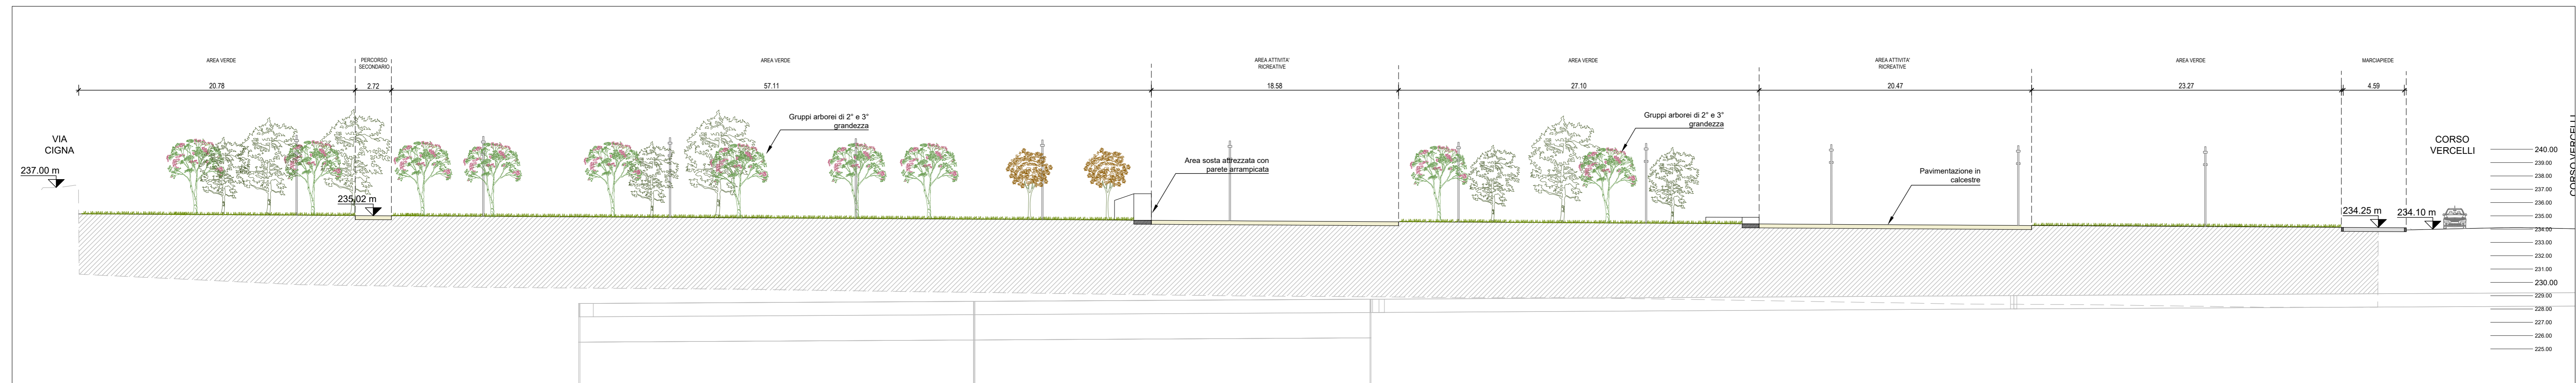 AREA VERDE
PERCORSO
SECONDARIO
AREA VERDE
AREA ATTIVITA'
RICREATIVE
AREA VERDE
AREA ATTIVITA'
RICREATIVE
AREA VERDE
MARCIAPIEDE
20.78
2.72
57.11
18.58
27.10
20.47
23.27
4.59
VIA
CIGNA
237.00 m
235.02 m
Gruppi arborei di 2° e 3°
grandezza
Area sosta attrezzata con
parete arrampicata
Gruppi arborei di 2° e 3°
grandezza
Pavimentazione in
calcestre
234.25 m
234.10 m
CORSO
VERCELLI
CORSO VERCELLI
240.00
239.00
238.00
237.00
236.00
235.00
234.00
233.00
232.00
231.00
230.00
229.00
228.00
227.00
226.00
225.00